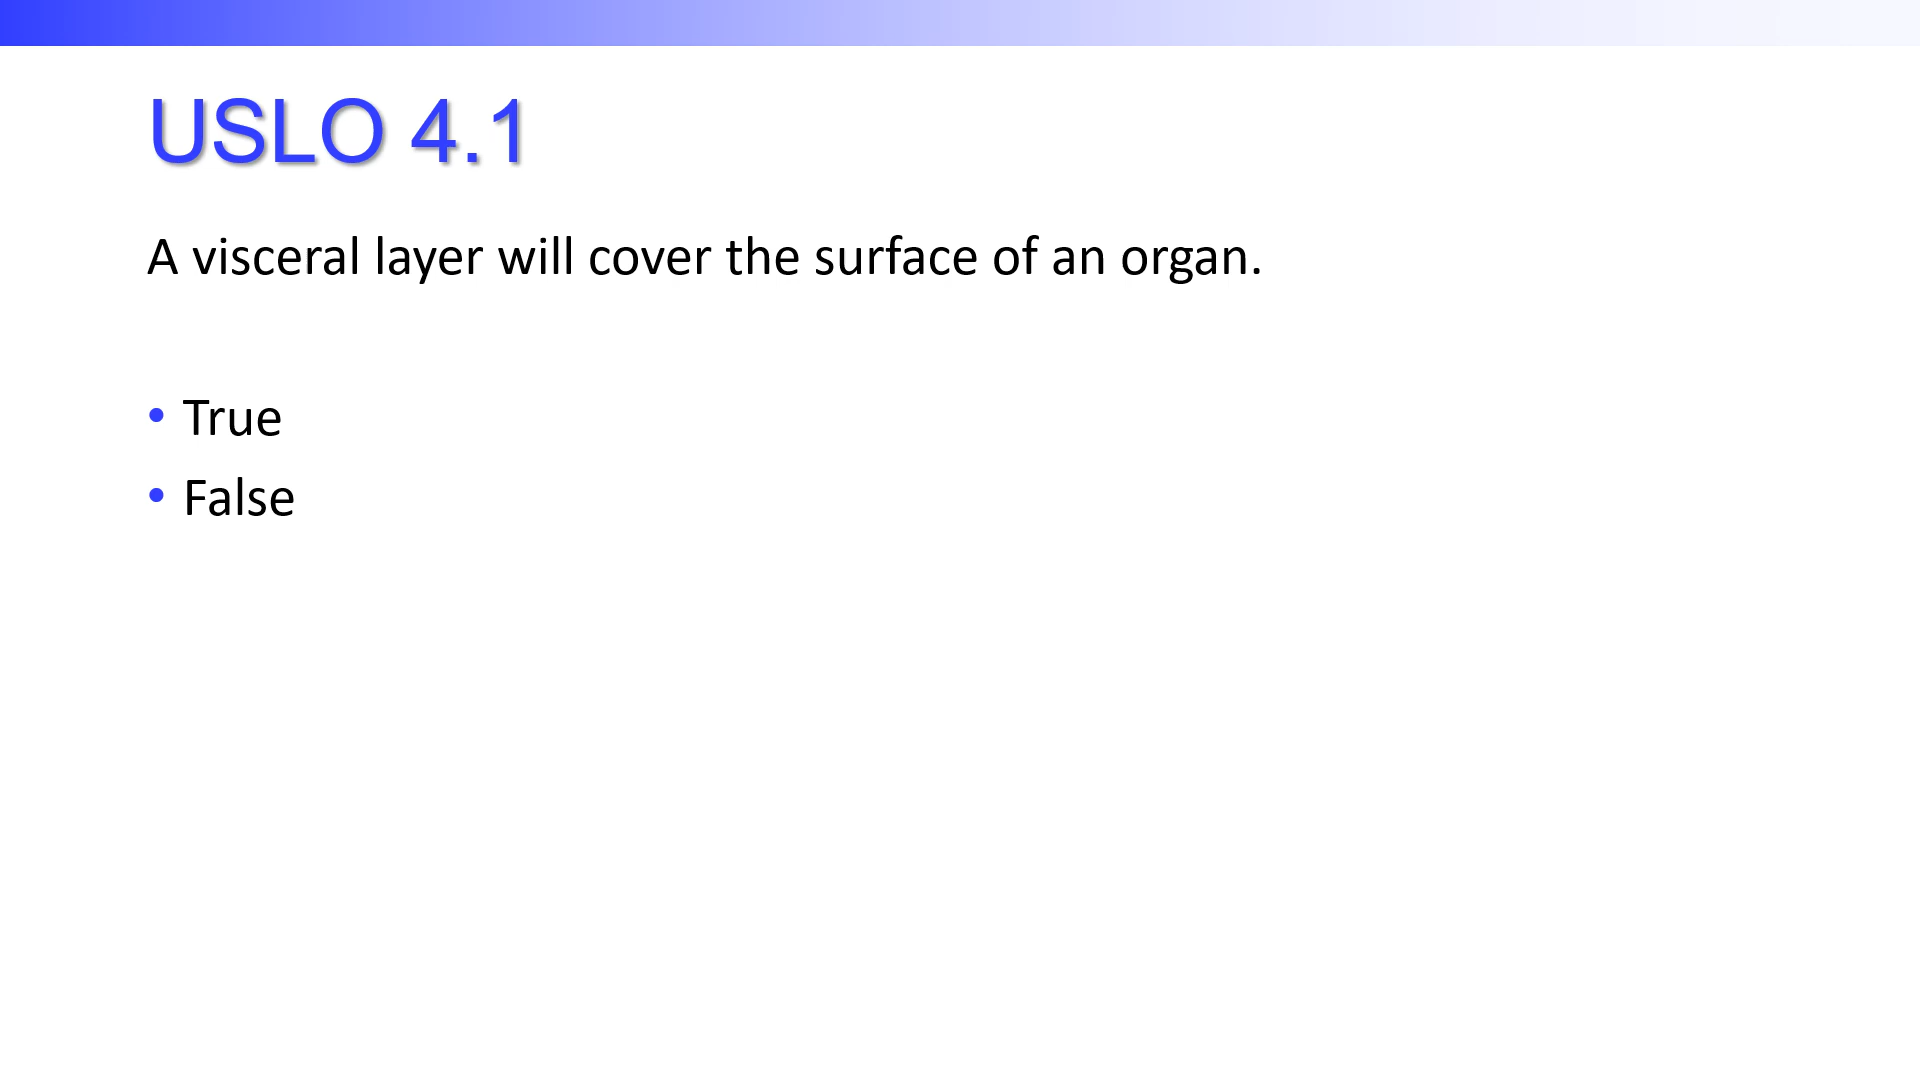 USLO 4.1
A visceral layer will cover the surface of an organ.
• True
• False